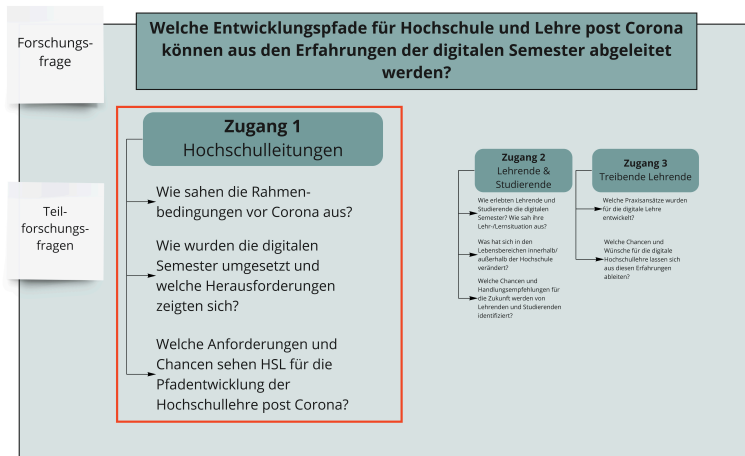 Forschungs-
frage
Welche Entwicklungspfade für Hochschule und Lehre post Corona
können aus den Erfahrungen der digitalen Semester abgeleitet
werden?
Teil-
forschungs-
fragen
Zugang 1
Hochschulleitungen
Wie sahen die Rahmen-
bedingungen vor Corona aus?
Wie wurden die digitalen
Semester umgesetzt und
welche Herausforderungen
zeigten sich?
Welche Anforderungen und
Chancen sehen HSL für die
Pfadentwicklung der
Hochschullehre post Corona?
Zugang 2
Lehrende &
Studierende
Wie erlebten Lehrende und
Studierende die digitalen
Semester? Wie sah ihre
Lehr-/Lernsituation aus?
Was hat sich in den
Lebensbereichen innerhalb/
außerhalb der Hochschule
verändert?
Welche Chancen und
Handlungsempfehlungen für
die Zukunft werden von
Lehrenden und Studierenden
identifiziert?
Zugang 3
Treibende Lehrende
Welche Praxisansätze wurden
für die digitale Lehre
entwickelt?
Welche Chancen und
Wünsche für die digitale
Hochschullehre lassen sich
aus diesen Erfahrungen
ableiten?